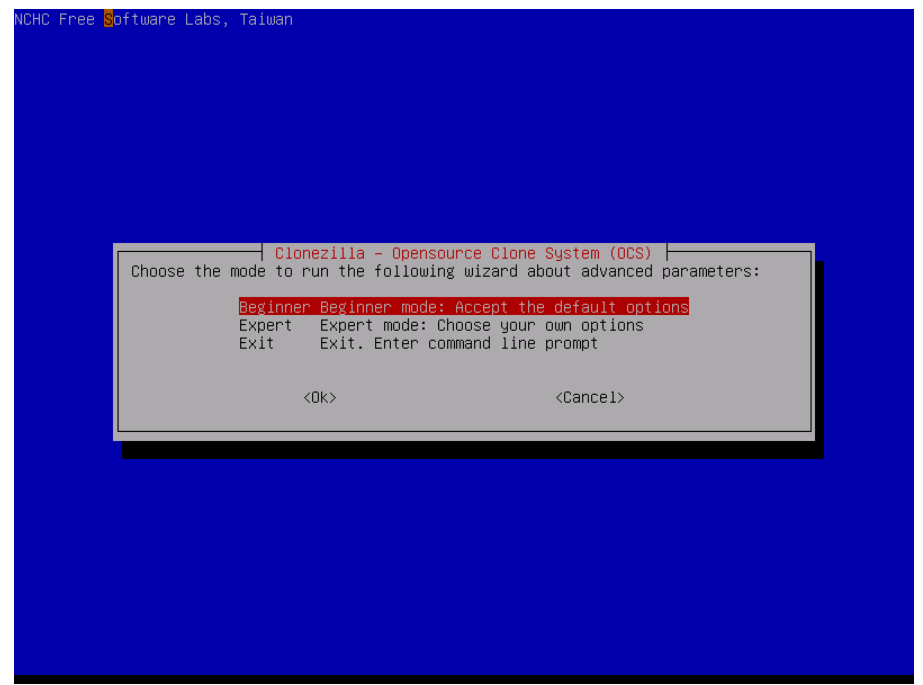 NCHC Free Software Labs, Taiwan
Clonezilla - Opensource Clone System (OCS)
Choose the mode to run the following wizard about advanced parameters:
Beginner Beginner mode: Accept the default options
Expert Expert mode: Choose your own options
Exit Exit. Enter command line prompt
<Ok> <Cancel>